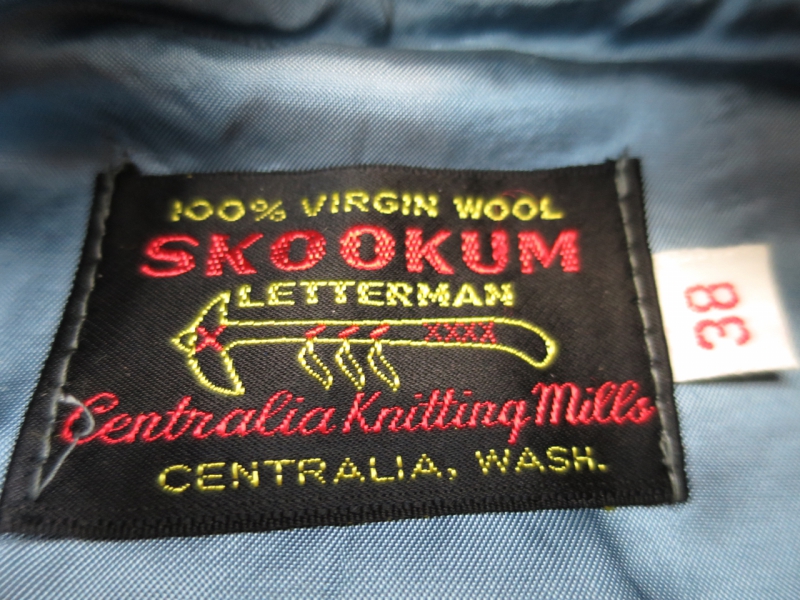 100% VIRGIN WOOL
SKOOKUM
LETTERMAN
XXXX
Centralia Knitting Mills
CENTRALIA, WASH.
38